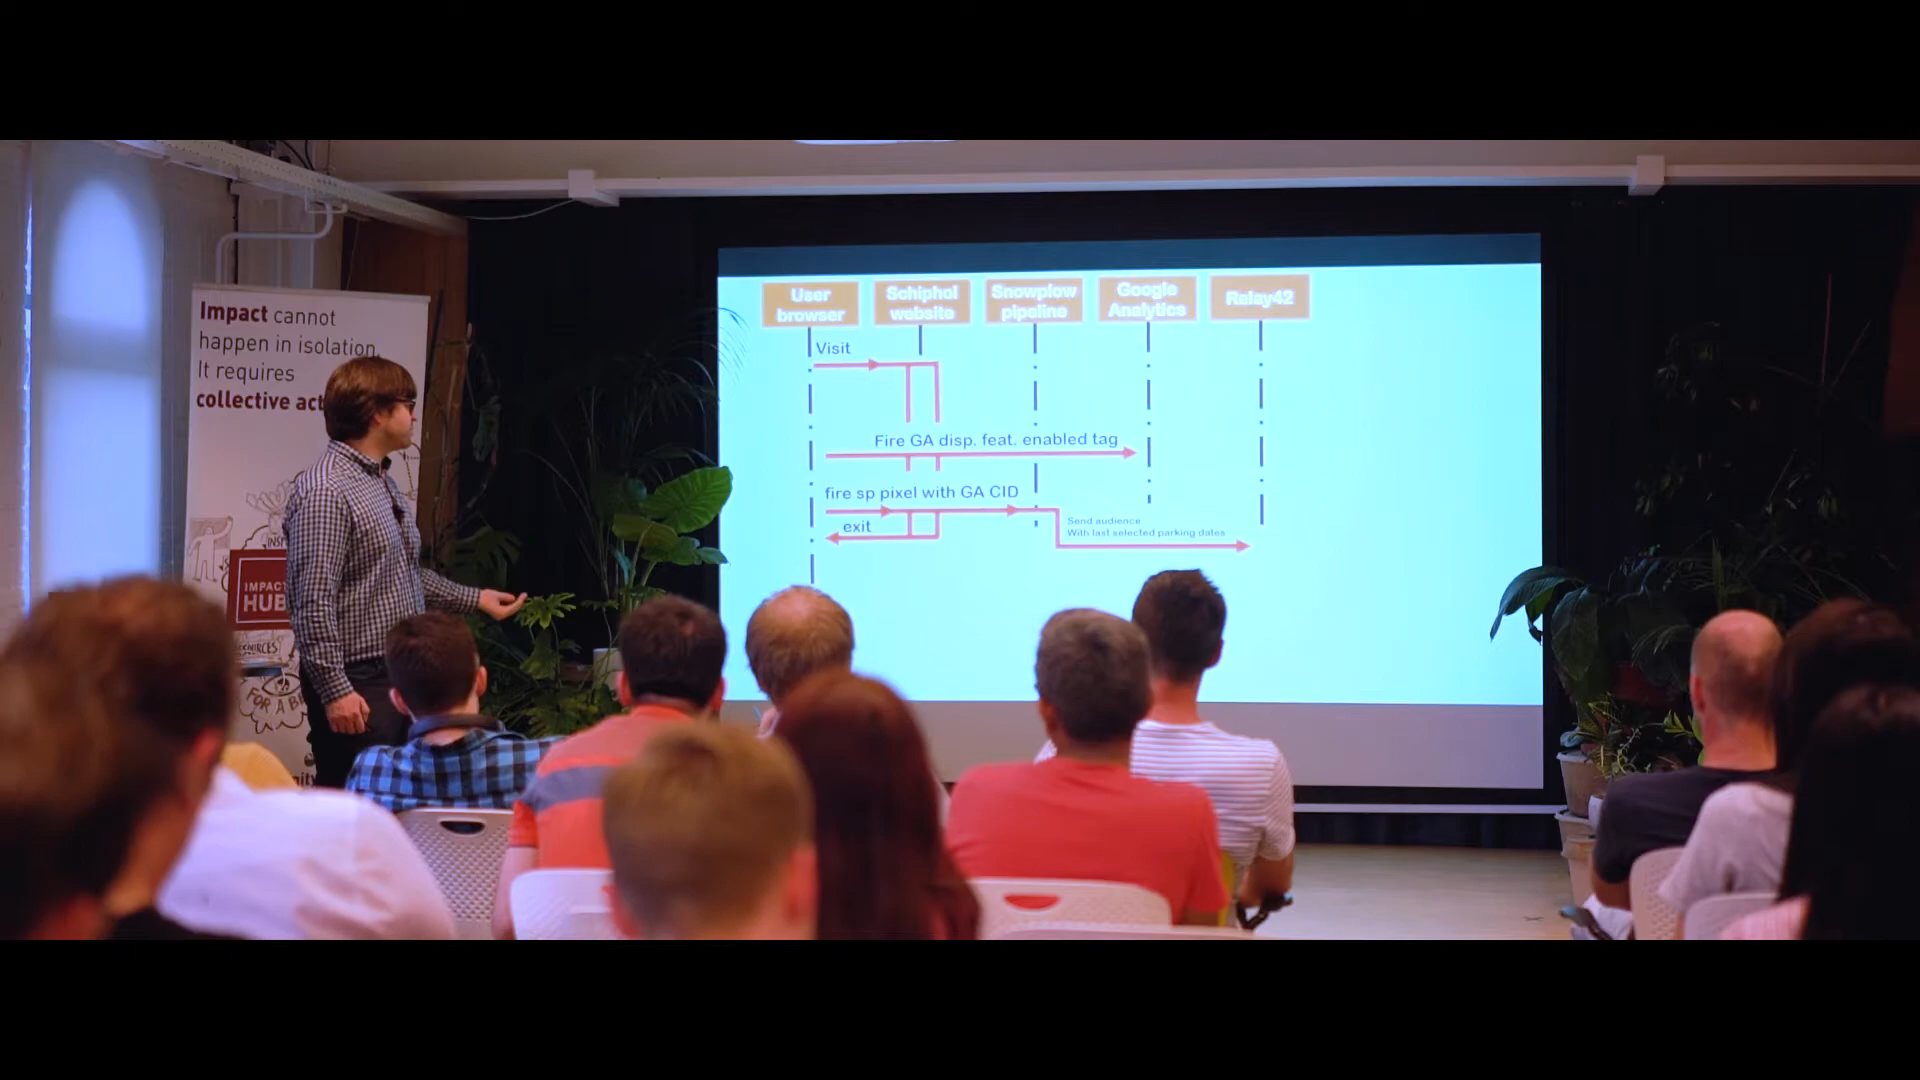 Impact cannot
happen in isolation.
It requires
collective act
IMPACT
HUB
FOR A B
User
browser
Schiphol
website
Snowplow
pipeline
Google
Analytics
Relay42
Visit
Fire GA disp. feat. enabled tag
fire sp pixel with GA CID
exit
Send audience
With last selected parking dates